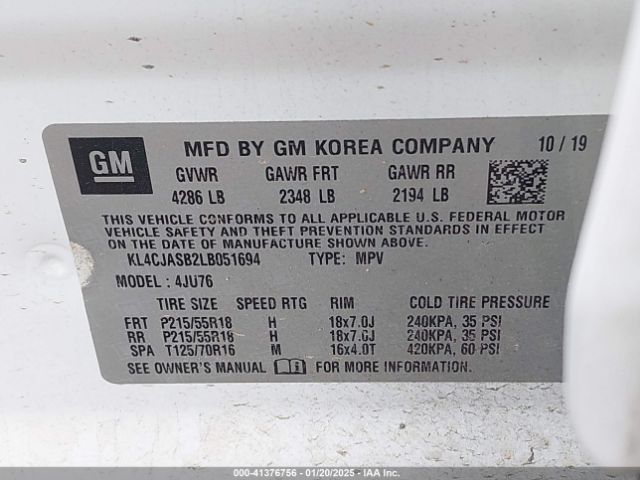 GM
MFD BY GM KOREA COMPANY 10 / 19
GVWR GAWR FRT GAWR RR
4286 LB 2348 LB 2194 LB
THIS VEHICLE CONFORMS TO ALL APPLICABLE U.S. FEDERAL MOTOR
VEHICLE SAFETY AND THEFT PREVENTION STANDARDS IN EFFECT
ON THE DATE OF MANUFACTURE SHOWN ABOVE.
KL4CJASB2LB051694 TYPE: MPV
MODEL : 4JU76
TIRE SIZE SPEED RTG RIM COLD TIRE PRESSURE
FRT P215/55R18 H 18x7.0J 240KPA, 35 PSI
RR P215/55R18 H 18x7.0J 240KPA, 35 PSI
SPA T125/70R16 M 16x4.0T 420KPA, 60 PSI
SEE OWNER'S MANUAL FOR MORE INFORMATION.
000-41376756 - 01/20/2025 - IAA Inc.